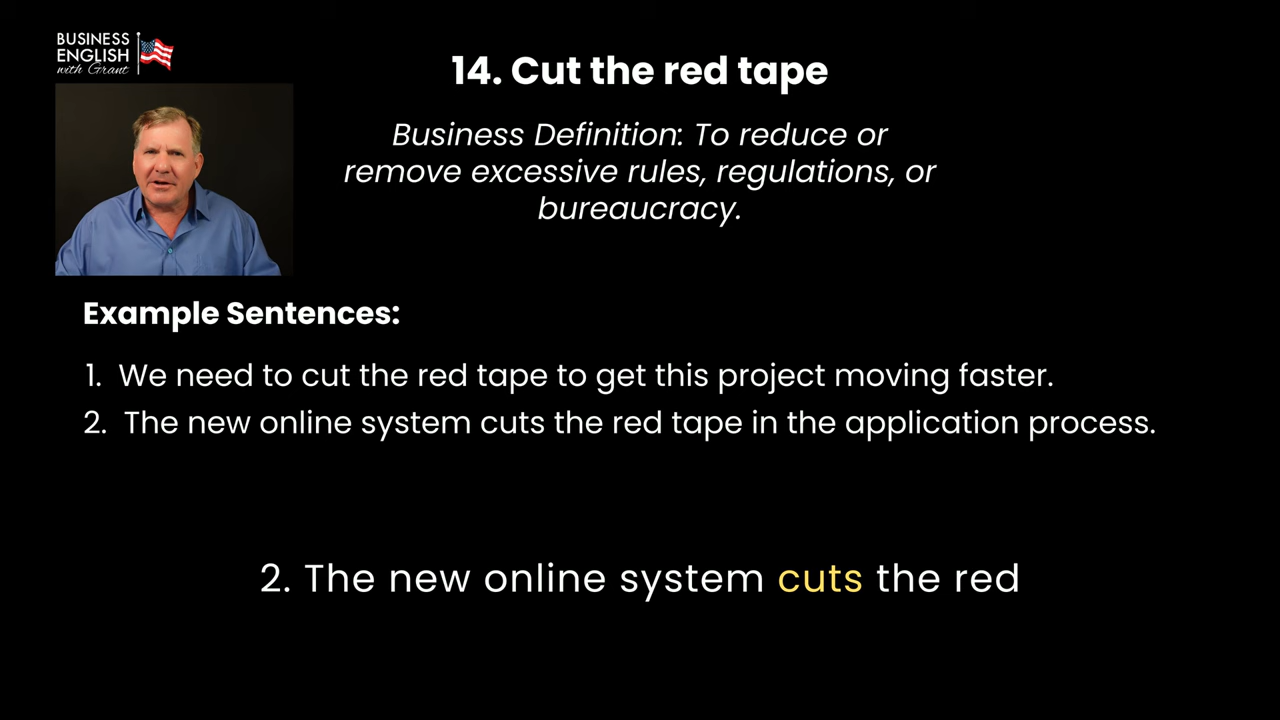 BUSINESS
ENGLISH
with Grant
14. Cut the red tape
Business Definition: To reduce or
remove excessive rules, regulations, or
bureaucracy.
Example Sentences:
1. We need to cut the red tape to get this project moving faster.
2. The new online system cuts the red tape in the application process.
2. The new online system cuts the red